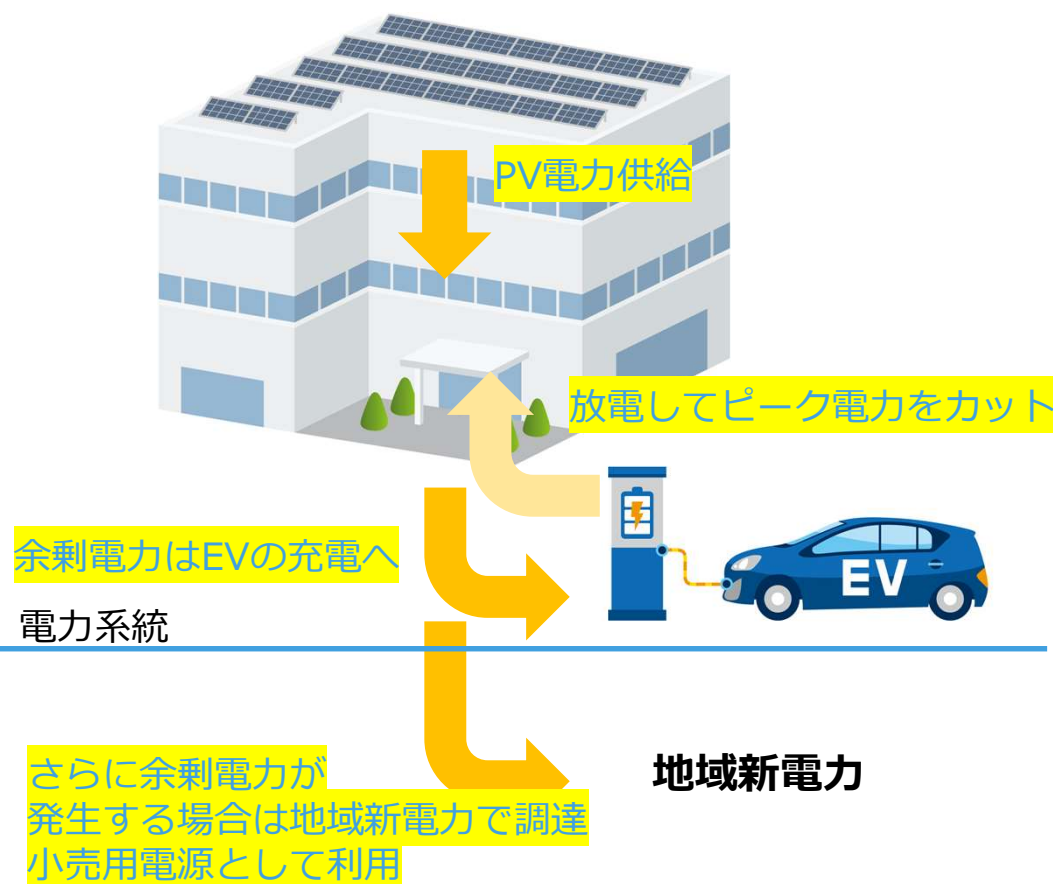 PV電力供給
放電してピーク電力をカット
余剰電力はEVの充電へ
EV
電力系統
地域新電力
さらに余剰電力が
発生する場合は地域新電力で調達
小売用電源として利用